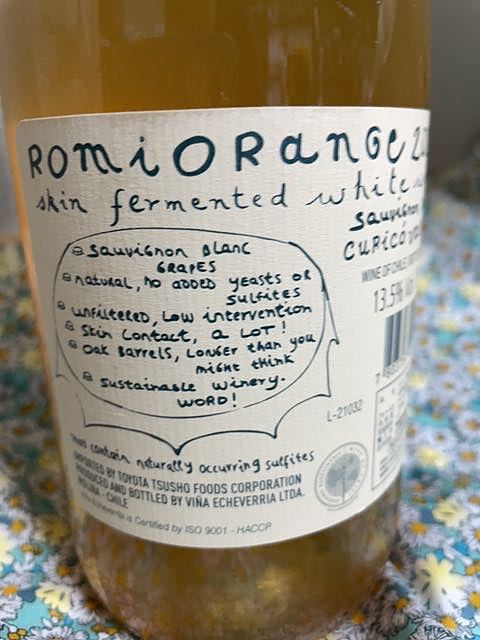 ROMIORANGE
skin fermented white
Sauvignon
CURICÓ
WINE OF CHILE
13.5%
⊖ Sauvignon Blanc
GRAPES
⊖ natural, no added yeasts or
sulfites
⊖ unfiltered, low intervention
⊖ Skin contact, a LOT!
⊖ Oak barrels, longer than you
might think
⊖ Sustainable winery.
WORD!
L-21032
contain naturally occurring sulfites
IMPORTED BY TOYOTA TSUSHO FOODS CORPORATION
PRODUCED AND BOTTLED BY VIÑA ECHEVERRIA LTDA.
MOLINA - CHILE
Echeverria is Certified by ISO 9001 - HACCP